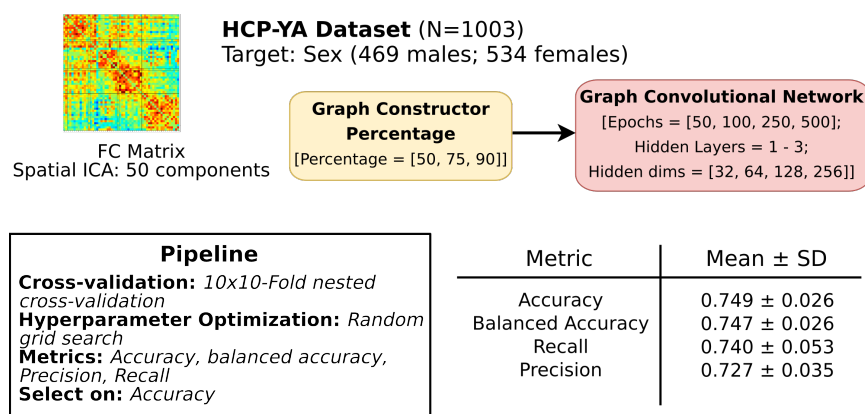 HCP-YA Dataset (N=1003)
Target: Sex (469 males; 534 females)
FC Matrix
Spatial ICA: 50 components
Graph Constructor
Percentage
[Percentage = [50, 75, 90]]
Graph Convolutional Network
[Epochs = [50, 100, 250, 500];
Hidden Layers = 1 - 3;
Hidden dims = [32, 64, 128, 256]]
Pipeline
Cross-validation: 10x10-Fold nested
cross-validation
Hyperparameter Optimization: Random
grid search
Metrics: Accuracy, balanced accuracy,
Precision, Recall
Select on: Accuracy
Metric Mean ± SD
Accuracy 0.749 ± 0.026
Balanced Accuracy 0.747 ± 0.026
Recall 0.740 ± 0.053
Precision 0.727 ± 0.035